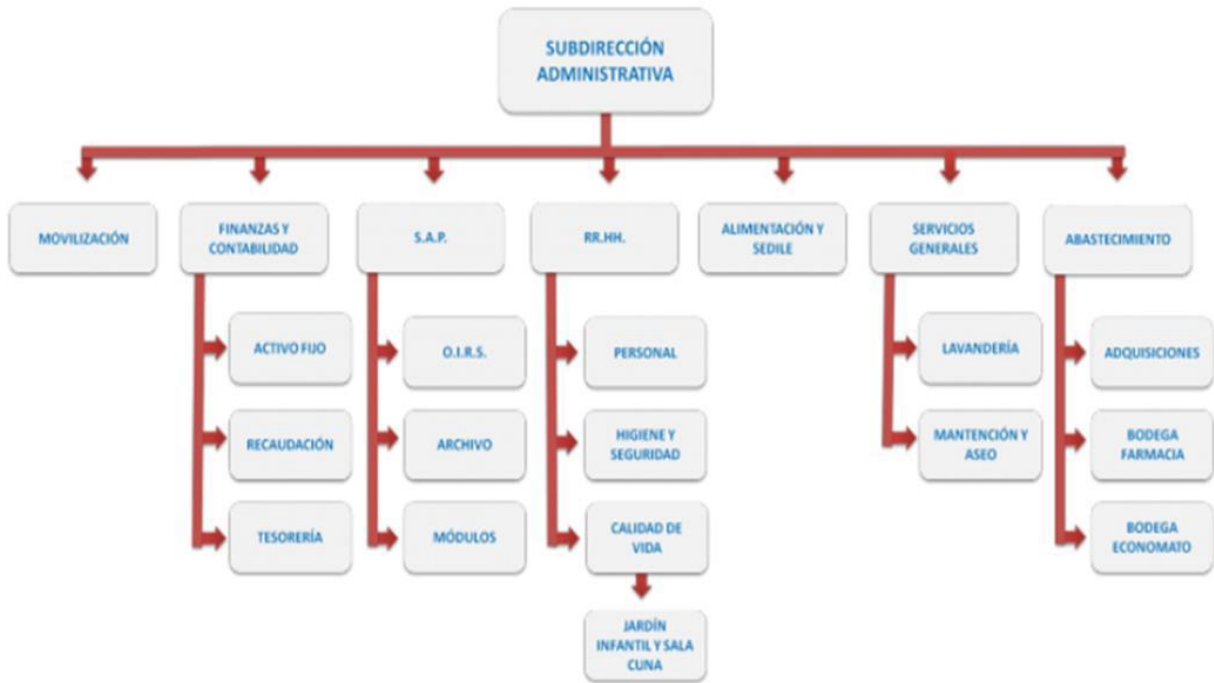 SUBDIRECCIÓN
ADMINISTRATIVA
MOVILIZACIÓN
FINANZAS Y
CONTABILIDAD
S.A.P.
RR.HH.
ALIMENTACIÓN Y
SEDILE
SERVICIOS
GENERALES
ABASTECIMIENTO
ACTIVO FIJO
O.I.R.S.
PERSONAL
LAVANDERÍA
ADQUISICIONES
RECAUDACIÓN
ARCHIVO
HIGIENE Y
SEGURIDAD
MANTENCIÓN Y
ASEO
BODEGA
FARMACIA
TESORERÍA
MÓDULOS
CALIDAD DE
VIDA
BODEGA
ECONOMATO
JARDÍN
INFANTIL Y SALA
CUNA